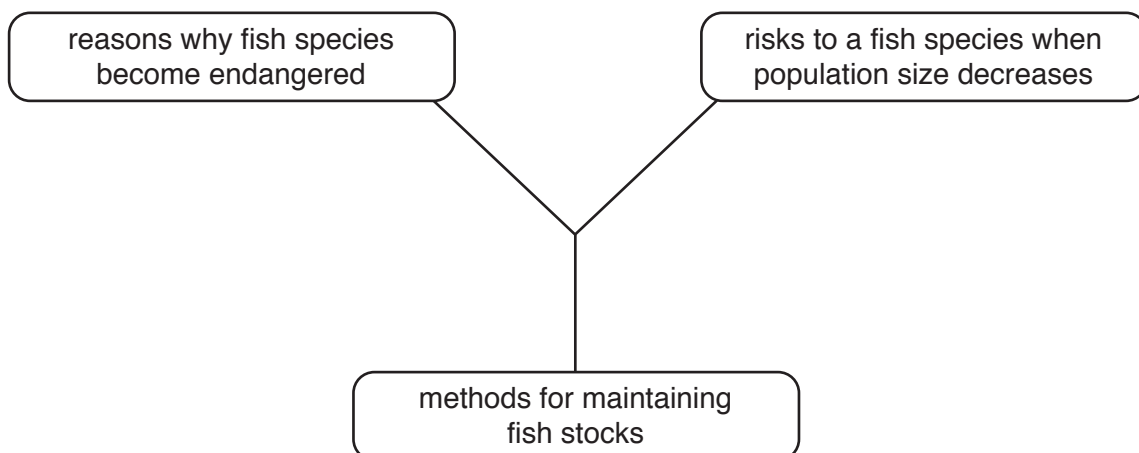 reasons why fish species
become endangered
risks to a fish species when
population size decreases
methods for maintaining
fish stocks